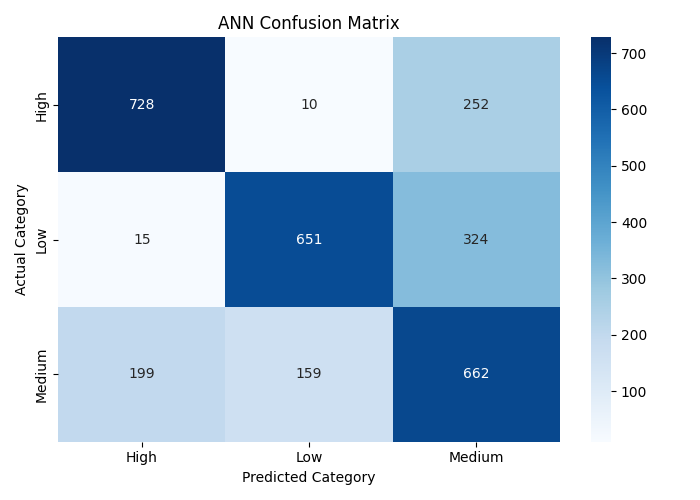 ANN Confusion Matrix
Actual Category
High
728 10 252
Low
15 651 324
Medium
199 159 662
High Low Medium
Predicted Category
700
600
500
400
300
200
100